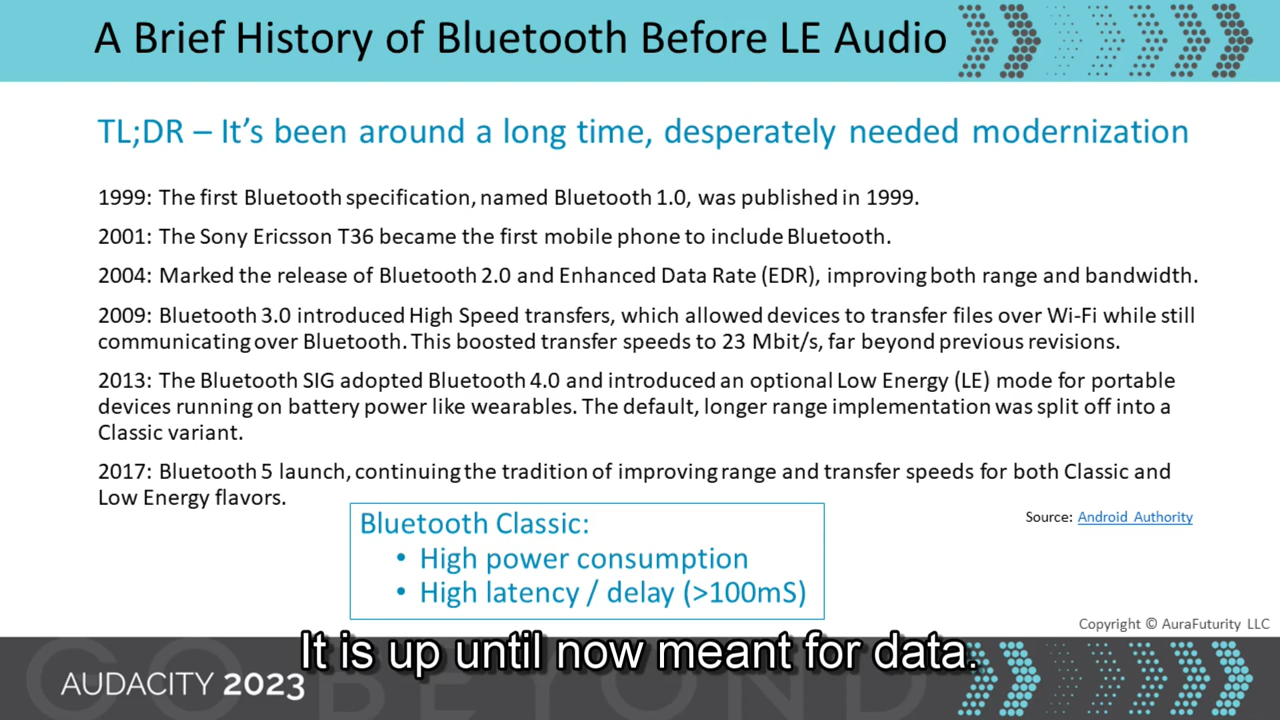 A Brief History of Bluetooth Before LE Audio
TL;DR – It's been around a long time, desperately needed modernization
1999: The first Bluetooth specification, named Bluetooth 1.0, was published in 1999.
2001: The Sony Ericsson T36 became the first mobile phone to include Bluetooth.
2004: Marked the release of Bluetooth 2.0 and Enhanced Data Rate (EDR), improving both range and bandwidth.
2009: Bluetooth 3.0 introduced High Speed transfers, which allowed devices to transfer files over Wi-Fi while still
communicating over Bluetooth. This boosted transfer speeds to 23 Mbit/s, far beyond previous revisions.
2013: The Bluetooth SIG adopted Bluetooth 4.0 and introduced an optional Low Energy (LE) mode for portable
devices running on battery power like wearables. The default, longer range implementation was split off into a
Classic variant.
2017: Bluetooth 5 launch, continuing the tradition of improving range and transfer speeds for both Classic and
Low Energy flavors.
Source: Android Authority
Bluetooth Classic:
• High power consumption
• High latency / delay (>100mS)
Copyright © AuraFuturity LLC
It is up until now meant for data.
AUDACITY 2023
GO BEYOND